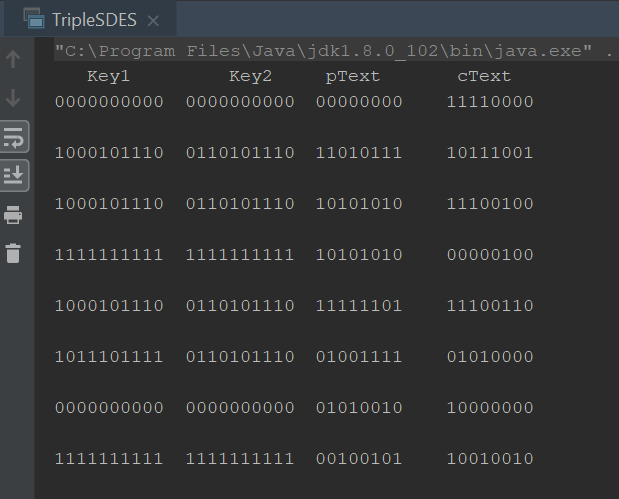 TripleSDES
"C:\Program Files\Java\jdk1.8.0_102\bin\java.exe" .
Key1 Key2 pText cText
0000000000 0000000000 00000000 11110000
1000101110 0110101110 11010111 10111001
1000101110 0110101110 10101010 11100100
1111111111 1111111111 10101010 00000100
1000101110 0110101110 11111101 11100110
1011101111 0110101110 01001111 01010000
0000000000 0000000000 01010010 10000000
1111111111 1111111111 00100101 10010010